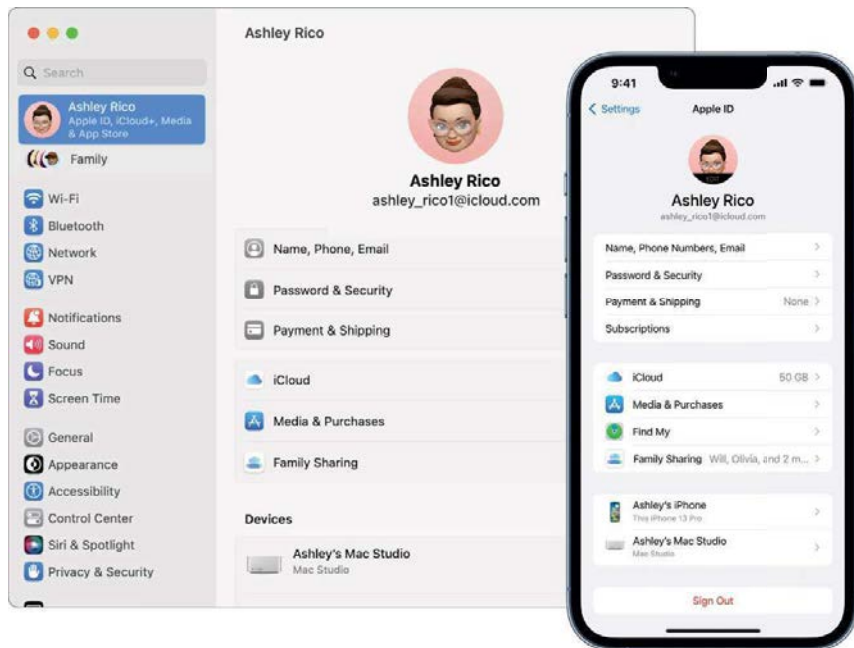 Ashley Rico
Search
Ashley Rico
Apple ID, iCloud+, Media
& App Store
Family
Wi-Fi
Bluetooth
Network
VPN
Notifications
Sound
Focus
Screen Time
General
Appearance
Accessibility
Control Center
Siri & Spotlight
Privacy & Security
Ashley Rico
ashley_rico1@icloud.com
Name, Phone, Email
Password & Security
Payment & Shipping
iCloud
Media & Purchases
Family Sharing
Devices
Ashley's Mac Studio
Mac Studio
9:41
Settings
Apple ID
EDIT
Ashley Rico
ashley_rico1@icloud.com
Name, Phone Numbers, Email
Password & Security
Payment & Shipping None
Subscriptions
iCloud 50 GB
Media & Purchases
Find My
Family Sharing Will, Olivia, and 2 m...
Ashley's iPhone
This iPhone 13 Pro
Ashley's Mac Studio
Mac Studio
Sign Out